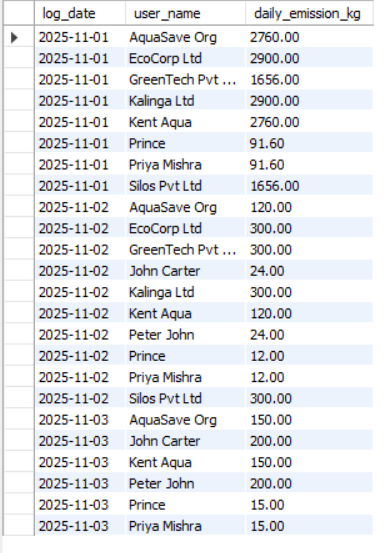 log_date user_name daily_emission_kg
2025-11-01 AquaSave Org 2760.00
2025-11-01 EcoCorp Ltd 2900.00
2025-11-01 GreenTech Pvt ... 1656.00
2025-11-01 Kalinga Ltd 2900.00
2025-11-01 Kent Aqua 2760.00
2025-11-01 Prince 91.60
2025-11-01 Priya Mishra 91.60
2025-11-01 Silos Pvt Ltd 1656.00
2025-11-02 AquaSave Org 120.00
2025-11-02 EcoCorp Ltd 300.00
2025-11-02 GreenTech Pvt ... 300.00
2025-11-02 John Carter 24.00
2025-11-02 Kalinga Ltd 300.00
2025-11-02 Kent Aqua 120.00
2025-11-02 Peter John 24.00
2025-11-02 Prince 12.00
2025-11-02 Priya Mishra 12.00
2025-11-02 Silos Pvt Ltd 300.00
2025-11-03 AquaSave Org 150.00
2025-11-03 John Carter 200.00
2025-11-03 Kent Aqua 150.00
2025-11-03 Peter John 200.00
2025-11-03 Prince 15.00
2025-11-03 Priya Mishra 15.00